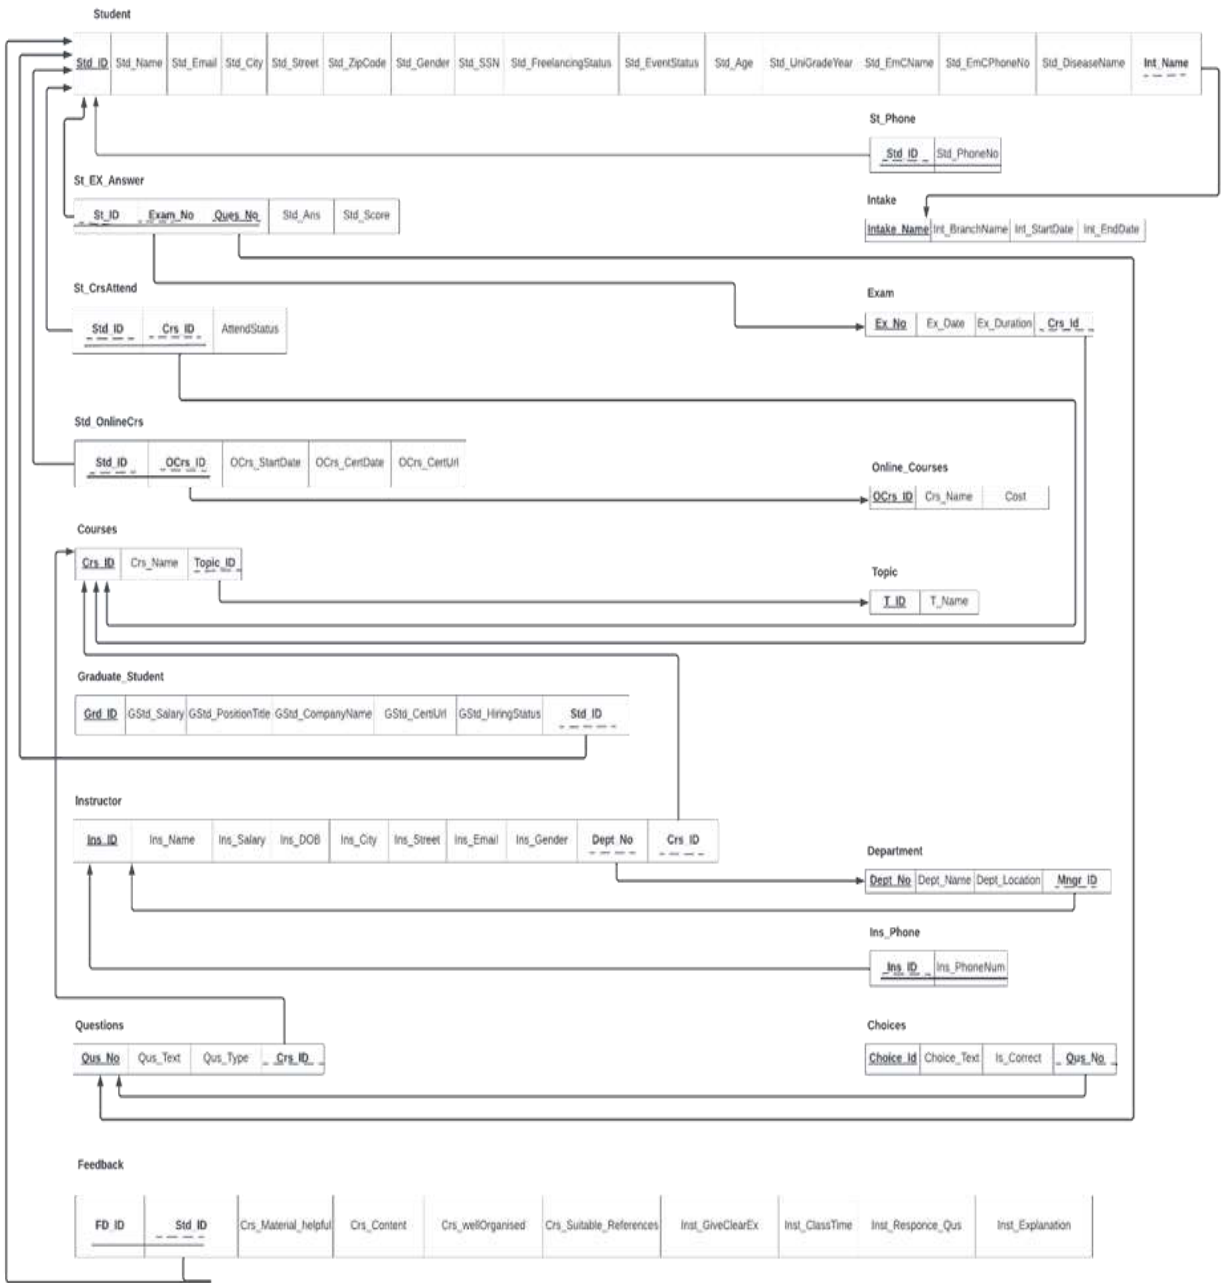 Student
Std_ID Std_Name Std_Email Std_City Std_Street Std_ZipCode Std_Gender Std_SSN Std_FreelancingStatus Std_EventStatus Std_Age Std_UniGradeYear Std_EmCName Std_EmCPhoneNo Std_DiseaseName Int_Name
St_Phone
Std_ID Std_PhoneNo
St_EX_Answer
St_ID Exam_No Ques_No Std_Ans Std_Score
Intake
Intake_Name Int_BranchName Int_StartDate Int_EndDate
St_CrsAttend
Std_ID Crs_ID AttendStatus
Exam
Ex_No Ex_Date Ex_Duration Crs_Id
Std_OnlineCrs
Std_ID OCrs_ID OCrs_StartDate OCrs_CertDate OCrs_CertUrl
Online_Courses
OCrs_ID Crs_Name Cost
Courses
Crs_ID Crs_Name Topic_ID
Topic
T_ID T_Name
Graduate_Student
Grd_ID GStd_Salary GStd_PositionTitle GStd_CompanyName GStd_CertiUrl GStd_HiringStatus Std_ID
Instructor
Ins_ID Ins_Name Ins_Salary Ins_DOB Ins_City Ins_Street Ins_Email Ins_Gender Dept_No Crs_ID
Department
Dept_No Dept_Name Dept_Location Mngr_ID
Ins_Phone
Ins_ID Ins_PhoneNum
Questions
Qus_No Qus_Text Qus_Type Crs_ID
Choices
Choice_Id Choice_Text Is_Correct Qus_No
Feedback
FD_ID Std_ID Crs_Material_helpful Crs_Content Crs_wellOrganised Crs_Suitable_References Inst_GiveClearEx Inst_ClassTime Inst_Responce_Qus Inst_Explanation